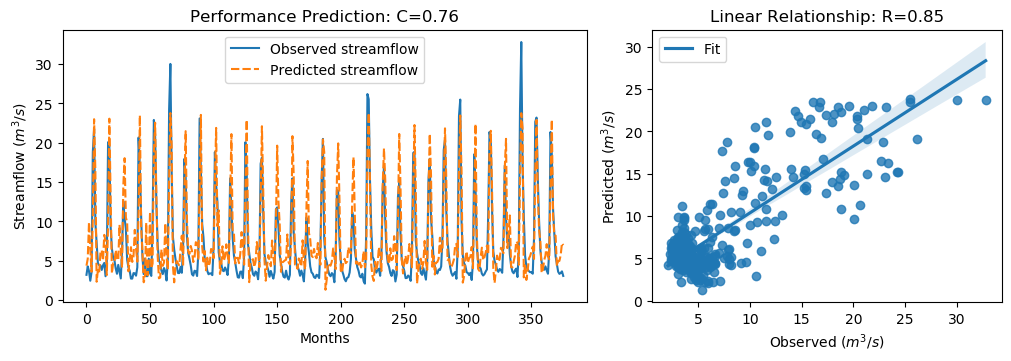 Performance Prediction: C=0.76
Observed streamflow
Predicted streamflow
Streamflow (m³/s)
30
25
20
15
10
5
0
0 50 100 150 200 250 300 350
Months
Linear Relationship: R=0.85
Fit
Predicted (m³/s)
30
25
20
15
10
5
0
5 10 15 20 25 30
Observed (m³/s)